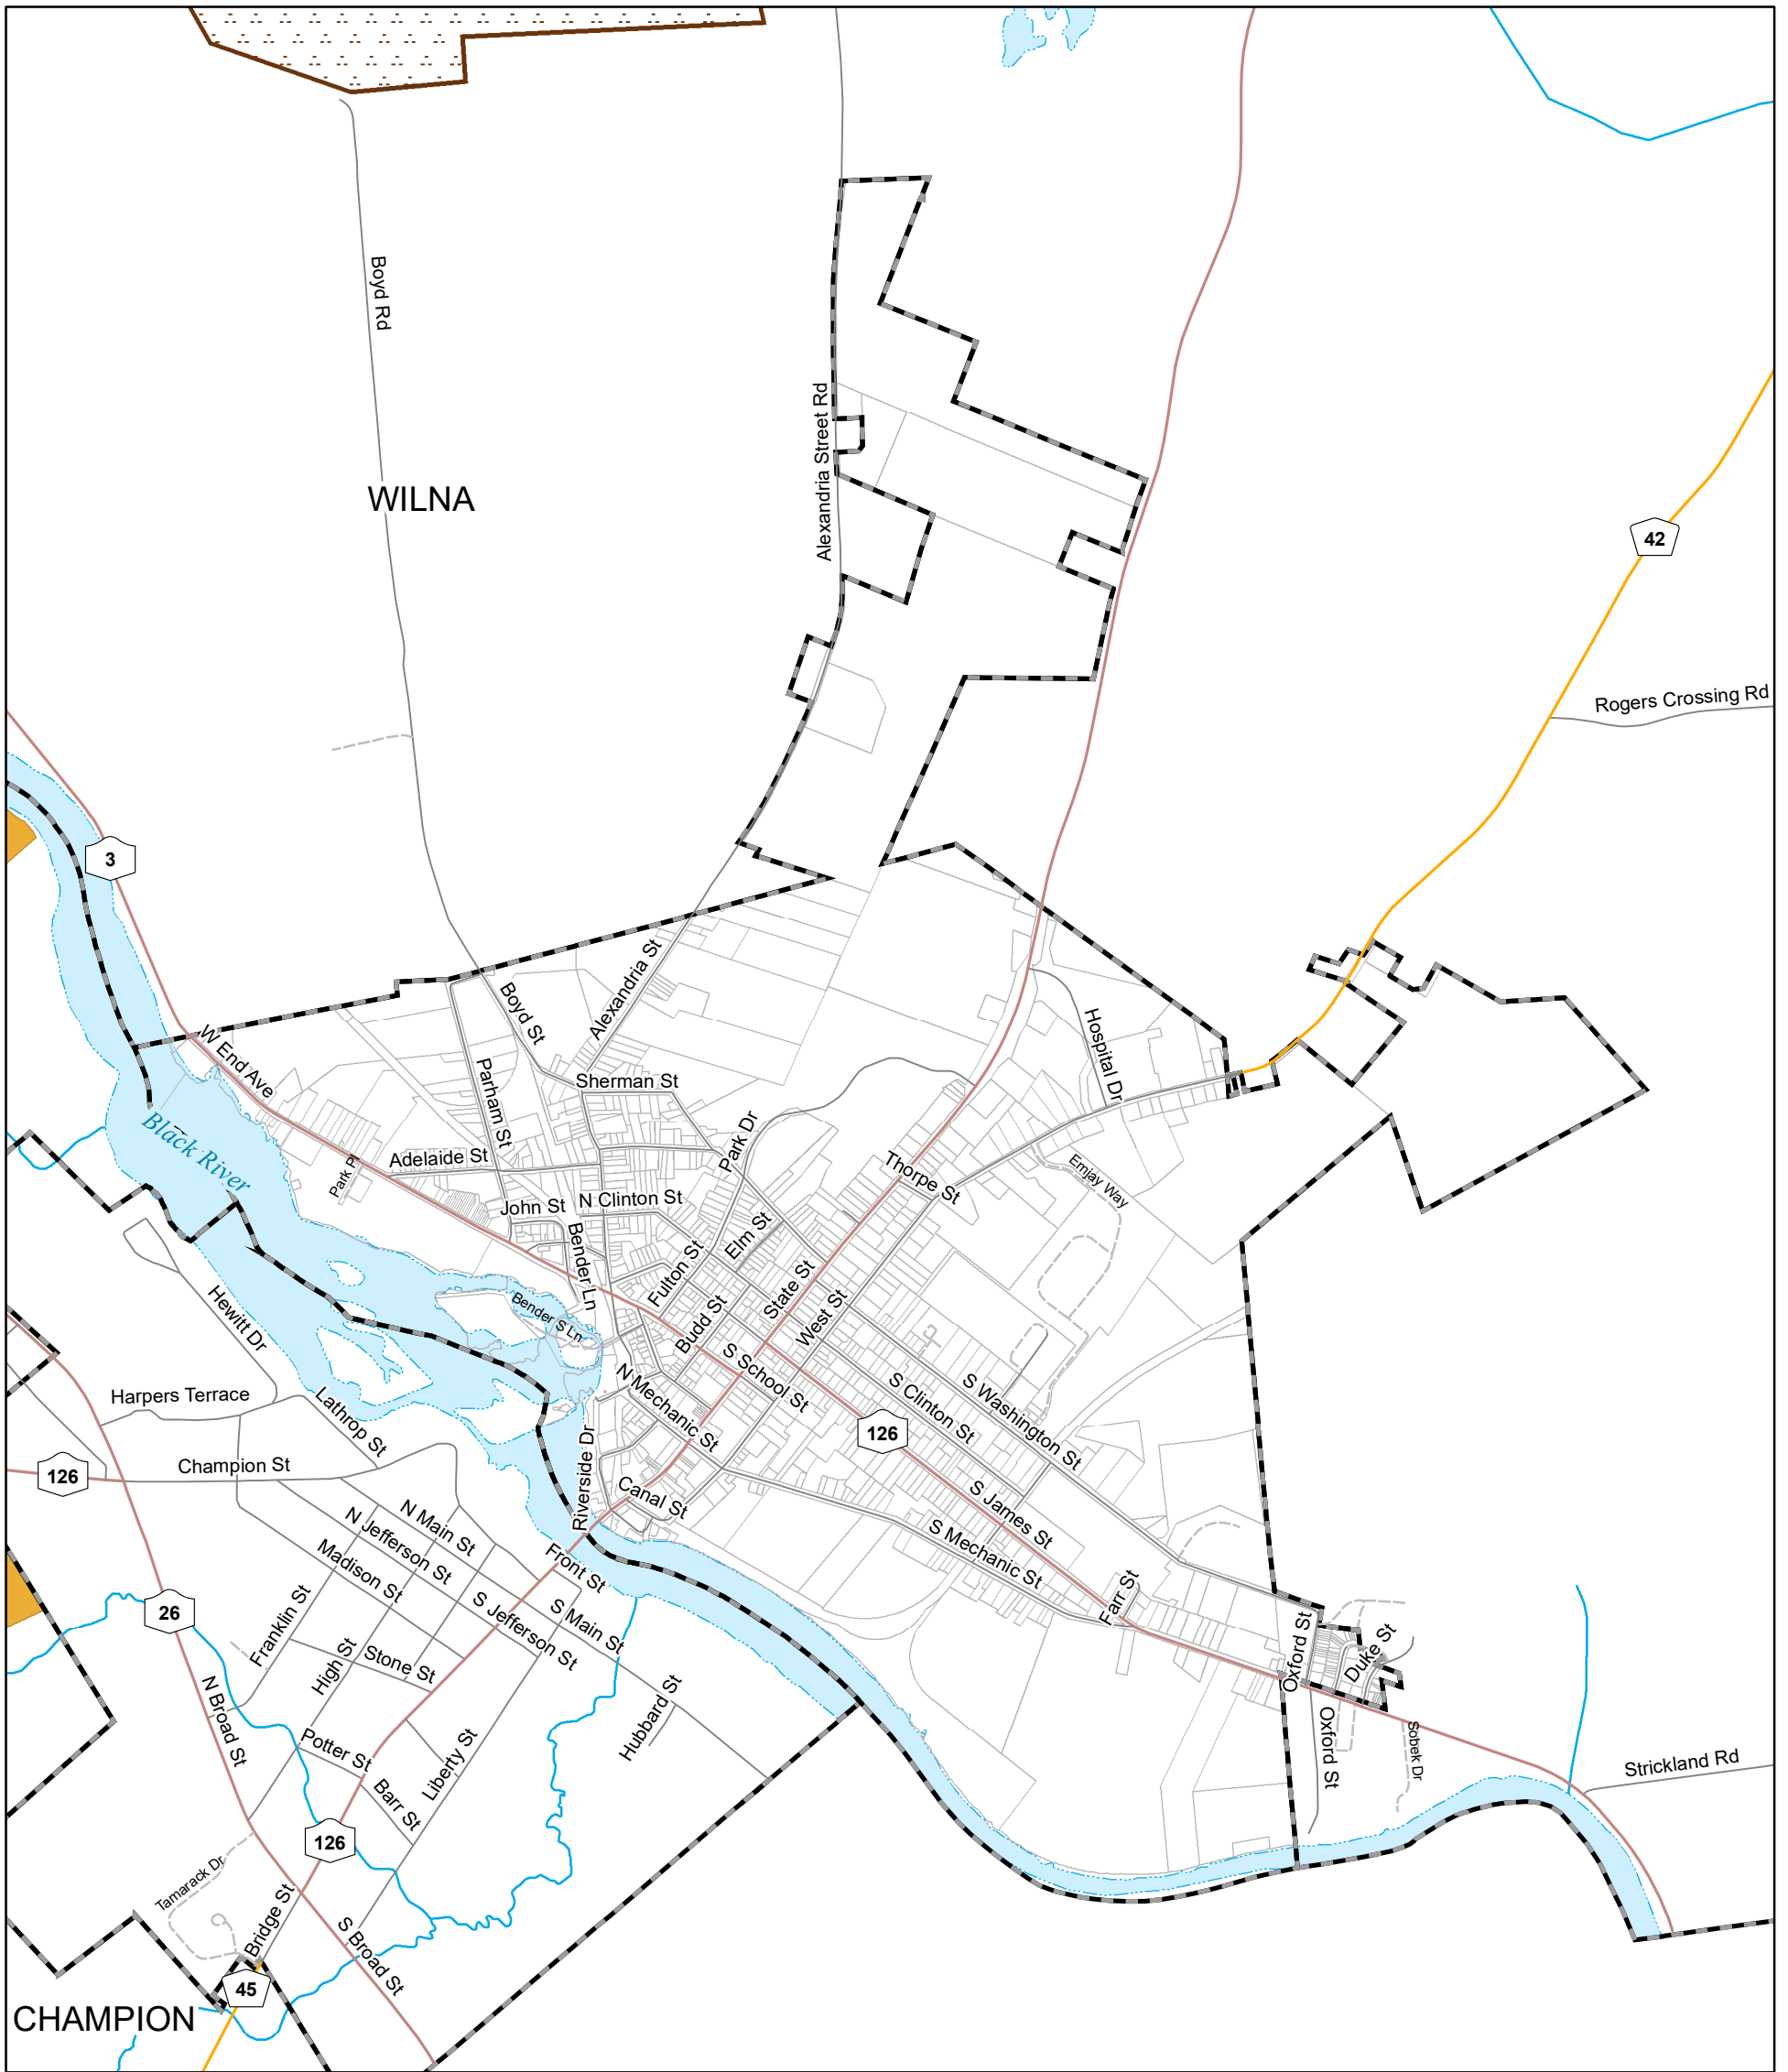 Boyd Rd
WILNA
Alexandria Street Rd
42
Rogers Crossing Rd
3
W End Ave
Boyd St
Alexandria St
Hospital Dr
Parham St
Sherman St
Black River
Park Pl
Adelaide St
Park Dr
Thorpe St
Emjay Way
John St
N Clinton St
Bender Ln
Elm St
Fulton St
State St
West St
Budd St
Bender S Ln
Hewitt Dr
Harpers Terrace
Lathrop St
N Mechanic St
S School St
S Clinton St
S Washington St
126
126
Champion St
Riverside Dr
Canal St
S James St
S Mechanic St
N Main St
N Jefferson St
Madison St
Front St
Farr St
26
Franklin St
High St
Stone St
S Jefferson St
S Main St
Oxford St
Duke St
N Broad St
Hubbard St
Potter St
Liberty St
Barr St
Oxford St
Sobek Dr
Strickland Rd
126
Tamarack Dr
Bridge St
S Broad St
45
CHAMPION